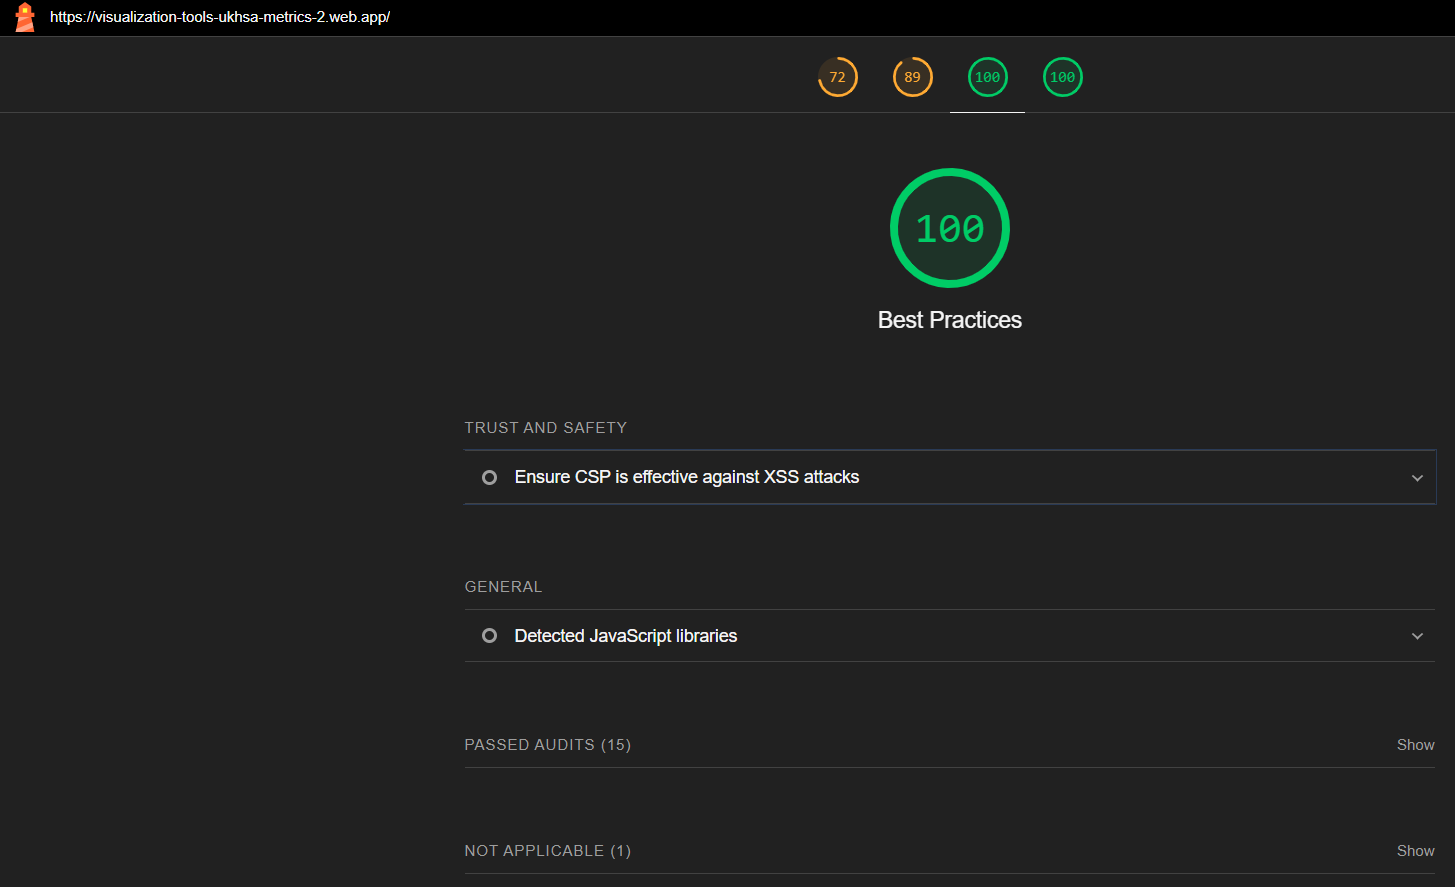 https://visualization-tools-ukhsa-metrics-2.web.app/
72 89 100 100
100
Best Practices
TRUST AND SAFETY
Ensure CSP is effective against XSS attacks
GENERAL
Detected JavaScript libraries
PASSED AUDITS (15) Show
NOT APPLICABLE (1) Show